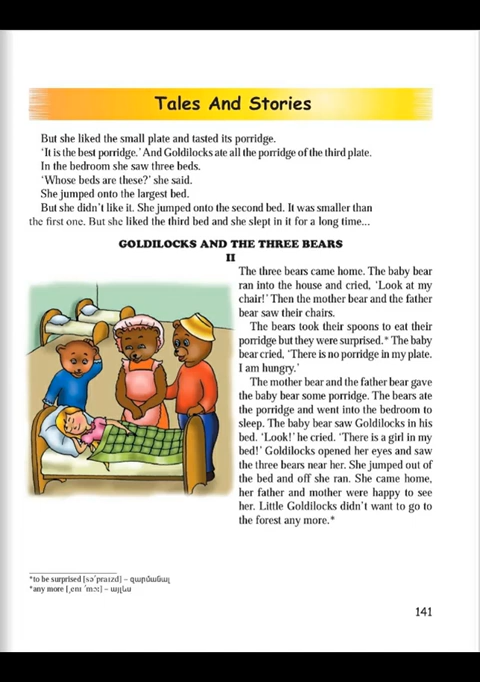 Tales And Stories
But she liked the small plate and tasted its porridge.
‘It is the best porridge.’ And Goldilocks ate all the porridge of the third plate.
In the bedroom she saw three beds.
‘Whose beds are these?’ she said.
She jumped onto the largest bed.
But she didn’t like it. She jumped onto the second bed. It was smaller than
the first one. But she liked the third bed and she slept in it for a long time...
GOLDILOCKS AND THE THREE BEARS
II
The three bears came home. The baby bear
ran into the house and cried, ‘Look at my
chair!’ Then the mother bear and the father
bear saw their chairs.
The bears took their spoons to eat their
porridge but they were surprised.* The baby
bear cried, ‘There is no porridge in my plate.
I am hungry.’
The mother bear and the father bear gave
the baby bear some porridge. The bears ate
the porridge and went into the bedroom to
sleep. The baby bear saw Goldilocks in his
bed. ‘Look!’ he cried. ‘There is a girl in my
bed!’ Goldilocks opened her eyes and saw
the three bears near her. She jumped out of
the bed and off she ran. She came home,
her father and mother were happy to see
her. Little Goldilocks didn’t want to go to
the forest any more.*
*to be surprised [sə´praɪzd] – զարմանալ
*any more [ˌenɪ ´mɔ:] – այլևս
141